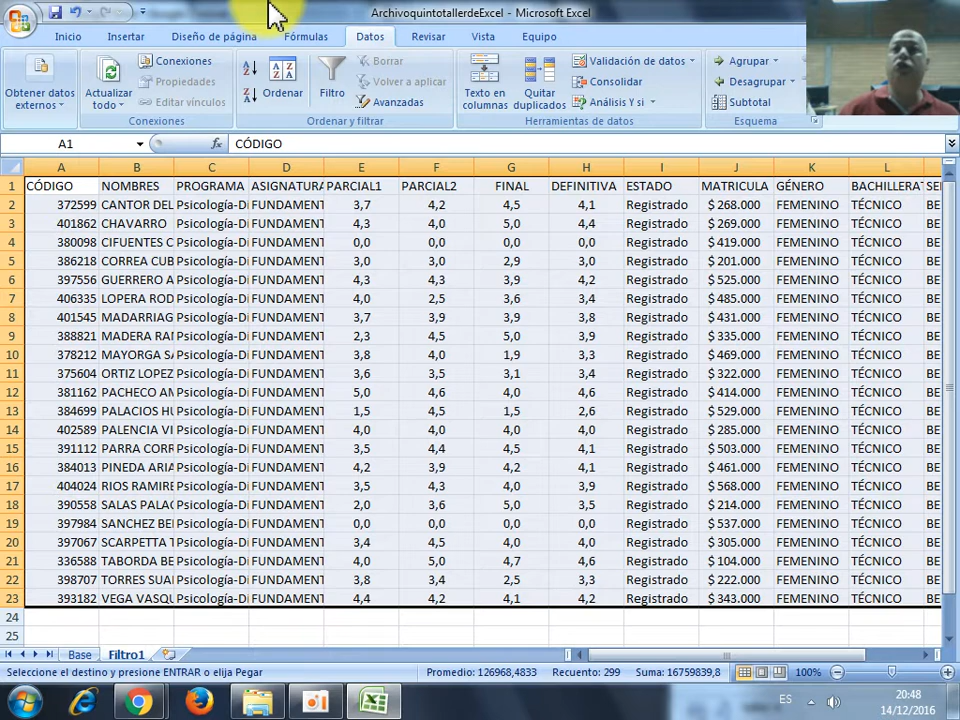 ArchivoquintotallerdeExcel - Microsoft Excel
Inicio Insertar Diseño de página Fórmulas Datos Revisar Vista Equipo
Obtener datos externos
Actualizar todo
Conexiones
Propiedades
Editar vínculos
Conexiones
Ordenar
Filtro
Borrar
Volver a aplicar
Avanzadas
Ordenar y filtrar
Texto en columnas
Quitar duplicados
Validación de datos
Consolidar
Análisis Y si
Herramientas de datos
Agrupar
Desagrupar
Subtotal
Esquema
A1 fx CÓDIGO
A B C D E F G H I J K L
1 CÓDIGO NOMBRES PROGRAMA ASIGNATURA PARCIAL1 PARCIAL2 FINAL DEFINITIVA ESTADO MATRICULA GÉNERO BACHILLERAT SE
2 372599 CANTOR DEL Psicología-Di FUNDAMENT 3,7 4,2 4,5 4,1 Registrado $ 268.000 FEMENINO TÉCNICO BE
3 401862 CHAVARRO Psicología-Di FUNDAMENT 4,3 4,0 5,0 4,4 Registrado $ 269.000 FEMENINO TÉCNICO BE
4 380098 CIFUENTES C Psicología-Di FUNDAMENT 0,0 0,0 0,0 0,0 Registrado $ 419.000 FEMENINO TÉCNICO BE
5 386218 CORREA CUB Psicología-Di FUNDAMENT 3,0 3,0 2,9 3,0 Registrado $ 201.000 FEMENINO TÉCNICO BE
6 397556 GUERRERO A Psicología-Di FUNDAMENT 4,3 4,3 3,9 4,2 Registrado $ 525.000 FEMENINO TÉCNICO BE
7 406335 LOPERA ROD Psicología-Di FUNDAMENT 4,0 2,5 3,6 3,4 Registrado $ 485.000 FEMENINO TÉCNICO BE
8 401545 MADARRIAG Psicología-Di FUNDAMENT 3,7 3,9 3,9 3,8 Registrado $ 431.000 FEMENINO TÉCNICO BE
9 388821 MADERA RAM Psicología-Di FUNDAMENT 2,3 4,5 5,0 3,9 Registrado $ 335.000 FEMENINO TÉCNICO BE
10 378212 MAYORGA SA Psicología-Di FUNDAMENT 3,8 4,0 1,9 3,3 Registrado $ 469.000 FEMENINO TÉCNICO BE
11 375604 ORTIZ LOPEZ Psicología-Di FUNDAMENT 3,6 3,5 3,1 3,4 Registrado $ 322.000 FEMENINO TÉCNICO BE
12 381162 PACHECO AN Psicología-Di FUNDAMENT 5,0 4,6 4,0 4,6 Registrado $ 414.000 FEMENINO TÉCNICO BE
13 384699 PALACIOS HU Psicología-Di FUNDAMENT 1,5 4,5 1,5 2,6 Registrado $ 529.000 FEMENINO TÉCNICO BE
14 402589 PALENCIA VI Psicología-Di FUNDAMENT 4,0 4,0 4,0 4,0 Registrado $ 285.000 FEMENINO TÉCNICO BE
15 391112 PARRA CORR Psicología-Di FUNDAMENT 3,5 4,4 4,5 4,1 Registrado $ 503.000 FEMENINO TÉCNICO BE
16 384013 PINEDA ARIA Psicología-Di FUNDAMENT 4,2 3,9 4,2 4,1 Registrado $ 461.000 FEMENINO TÉCNICO BE
17 404024 RIOS RAMIRE Psicología-Di FUNDAMENT 3,5 4,3 4,0 3,9 Registrado $ 568.000 FEMENINO TÉCNICO BE
18 390558 SALAS PALAC Psicología-Di FUNDAMENT 2,0 3,6 5,0 3,5 Registrado $ 214.000 FEMENINO TÉCNICO BE
19 397984 SANCHEZ BE Psicología-Di FUNDAMENT 0,0 0,0 0,0 0,0 Registrado $ 537.000 FEMENINO TÉCNICO BE
20 397067 SCARPETTA T Psicología-Di FUNDAMENT 3,4 4,5 4,0 4,0 Registrado $ 305.000 FEMENINO TÉCNICO BE
21 336588 TABORDA BE Psicología-Di FUNDAMENT 4,0 5,0 4,7 4,6 Registrado $ 104.000 FEMENINO TÉCNICO BE
22 398707 TORRES SUA Psicología-Di FUNDAMENT 3,8 3,4 2,5 3,3 Registrado $ 222.000 FEMENINO TÉCNICO BE
23 393182 VEGA VASQU Psicología-Di FUNDAMENT 4,4 4,2 4,1 4,2 Registrado $ 343.000 FEMENINO TÉCNICO BE
24
25
Base Filtro1
Seleccione el destino y presione ENTRAR o elija Pegar Promedio: 126968,4833 Recuento: 299 Suma: 16759839,8 100%
ES 20:48
14/12/2016